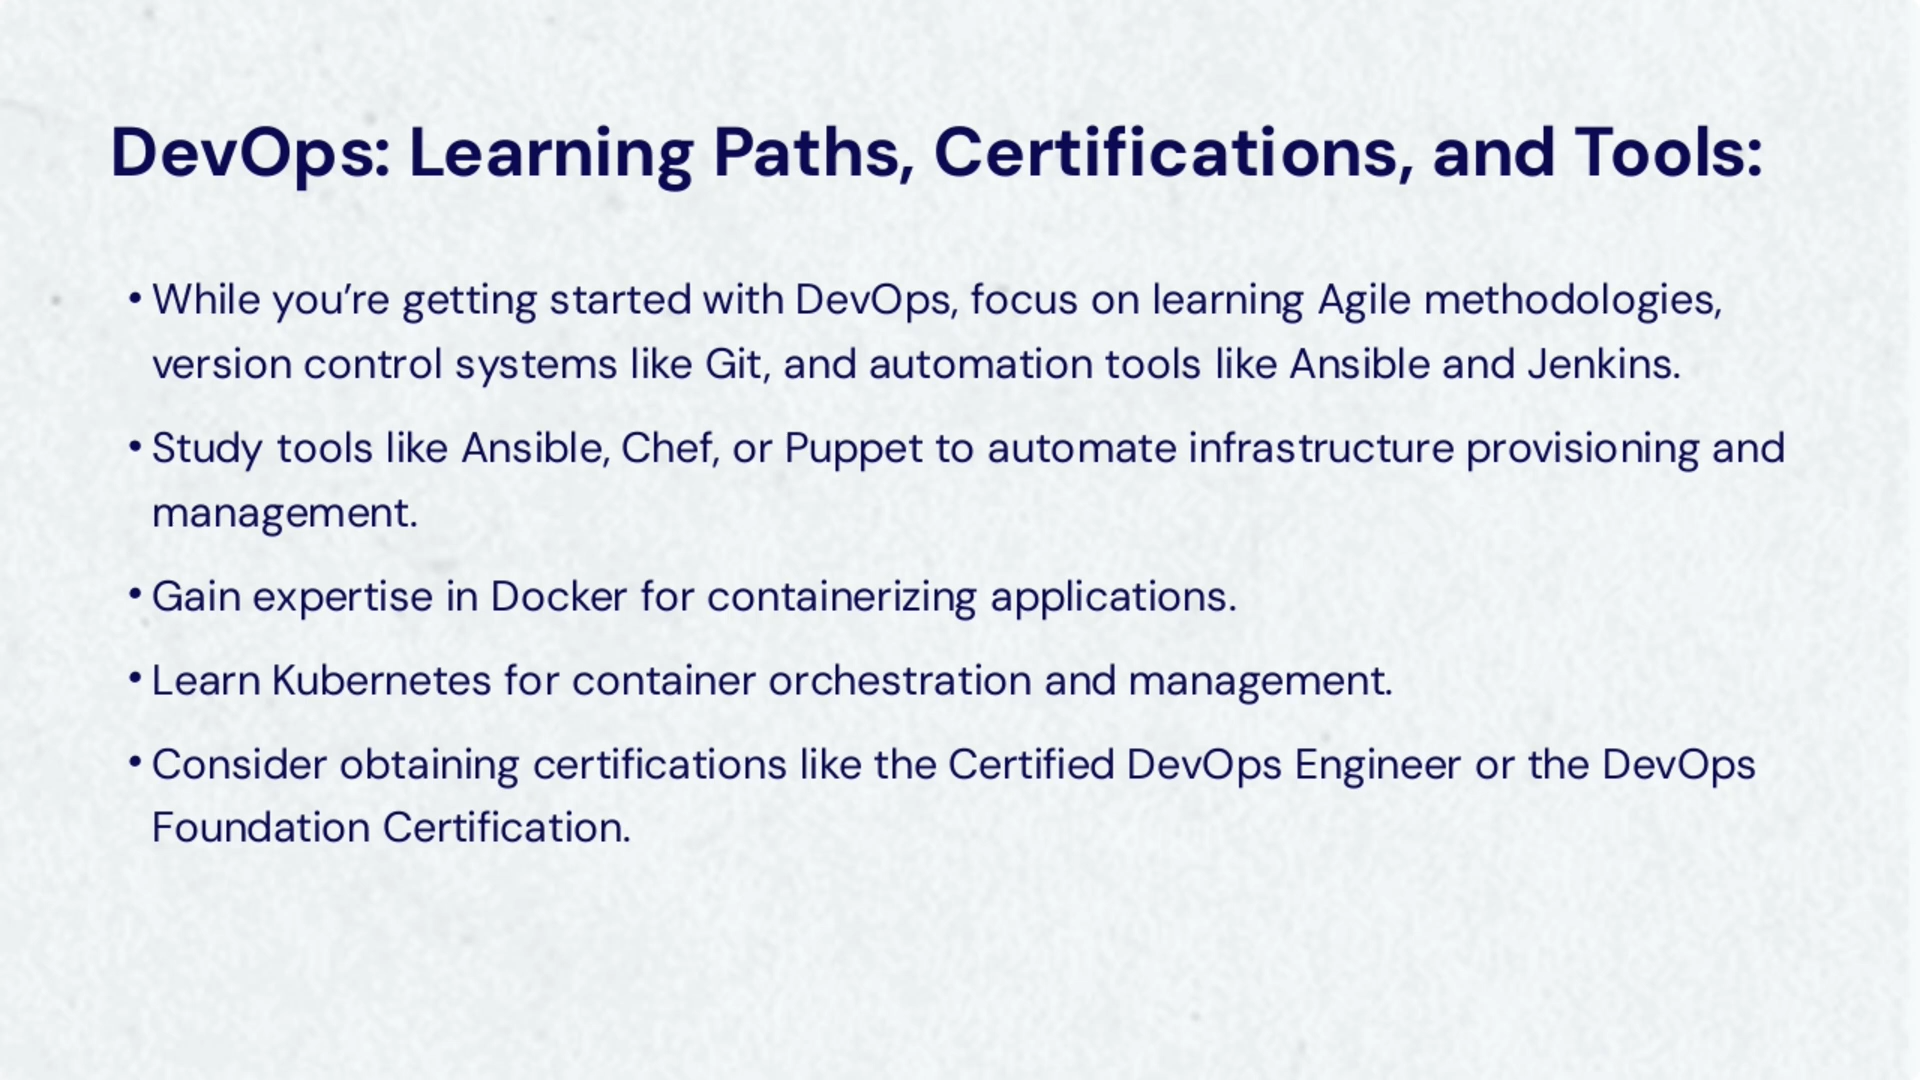 DevOps: Learning Paths, Certifications, and Tools:
• While you’re getting started with DevOps, focus on learning Agile methodologies,
version control systems like Git, and automation tools like Ansible and Jenkins.
• Study tools like Ansible, Chef, or Puppet to automate infrastructure provisioning and
management.
• Gain expertise in Docker for containerizing applications.
• Learn Kubernetes for container orchestration and management.
• Consider obtaining certifications like the Certified DevOps Engineer or the DevOps
Foundation Certification.